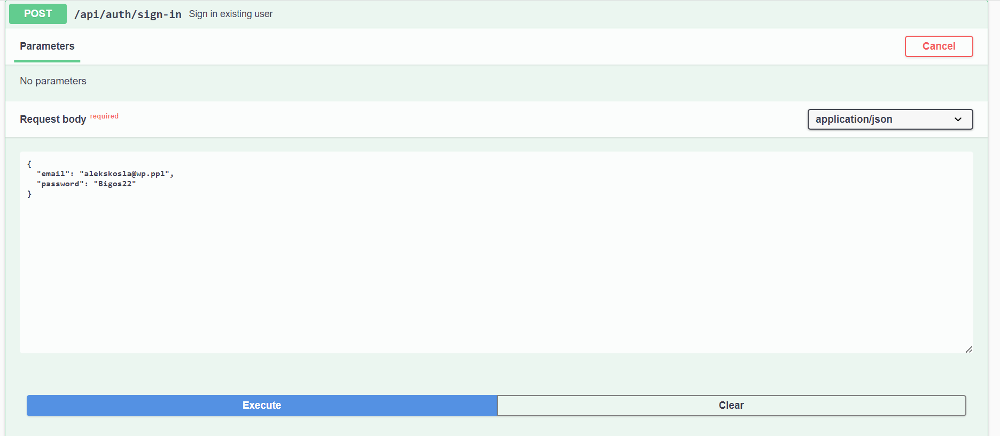 POST /api/auth/sign-in Sign in existing user
Parameters
Cancel
No parameters
Request body required
application/json
{
  "email": "alekskosla@wp.ppl",
  "password": "Bigos22"
}
Execute
Clear